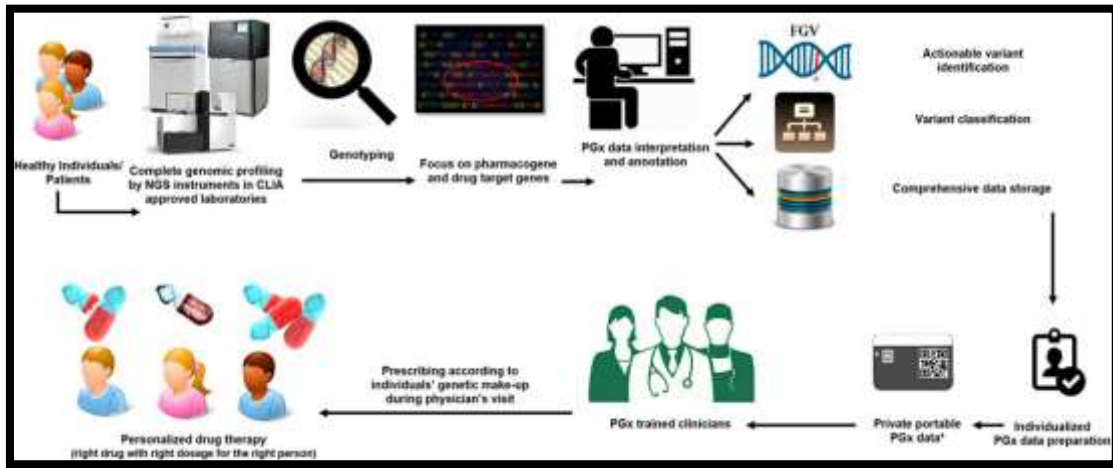 FGV
Actionable variant
identification
Variant classification
Comprehensive data storage
Healthy Individuals/
Patients
Complete genomic profiling
by NGS instruments in CLIA
approved laboratories
Genotyping
Focus on pharmacogene
and drug target genes
PGx data interpretation
and annotation
Individualized
PGx data preparation
Private portable
PGx data*
PGx trained clinicians
Prescribing according to
individuals' genetic make-up
during physician's visit
Personalized drug therapy
(right drug with right dosage for the right person)